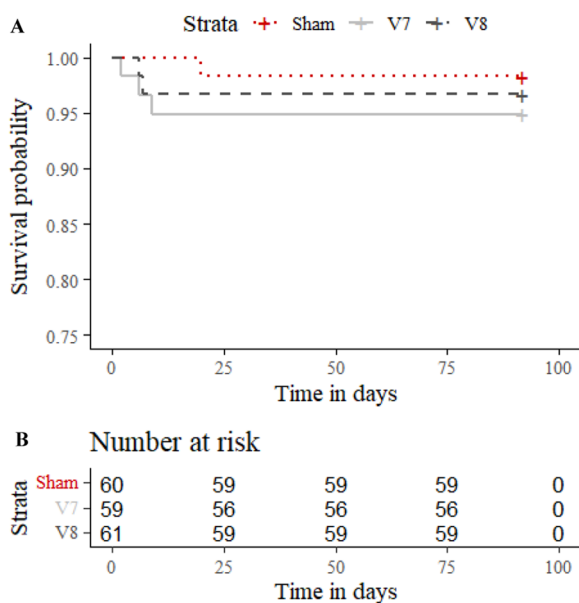 A
Strata Sham V7 V8
1.00
0.95
0.90
0.85
0.80
0.75
Survival probability
0 25 50 75 100
Time in days
B
Number at risk
Strata
Sham 60 59 59 59 0
V7 59 56 56 56 0
V8 61 59 59 59 0
0 25 50 75 100
Time in days